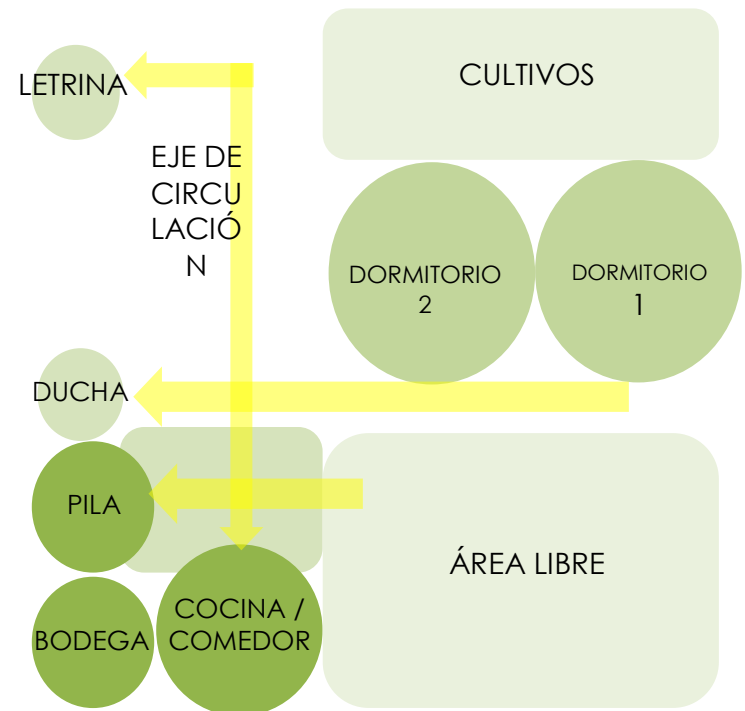 LETRINA
CULTIVOS
EJE DE
CIRCU
LACIÓ
N
DORMITORIO
2
DORMITORIO
1
DUCHA
PILA
ÁREA LIBRE
BODEGA
COCINA /
COMEDOR